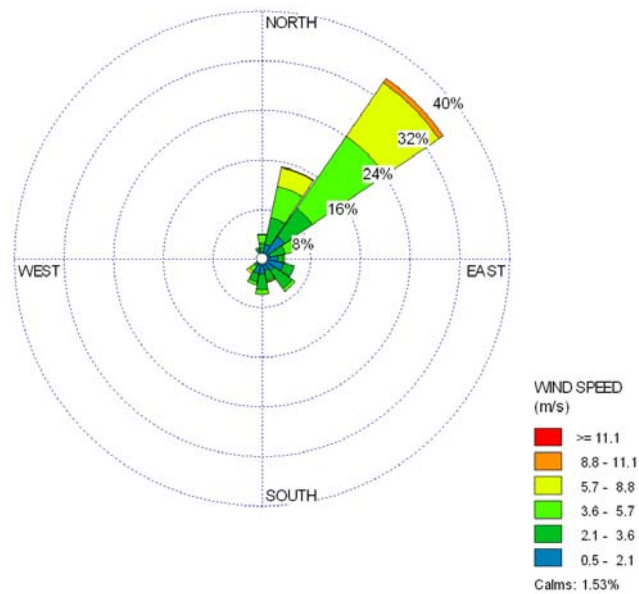 NORTH
40%
32%
24%
16%
8%
WEST
EAST
SOUTH
WIND SPEED
(m/s)
>= 11.1
8.8 - 11.1
5.7 - 8.8
3.6 - 5.7
2.1 - 3.6
0.5 - 2.1
Calms: 1.53%